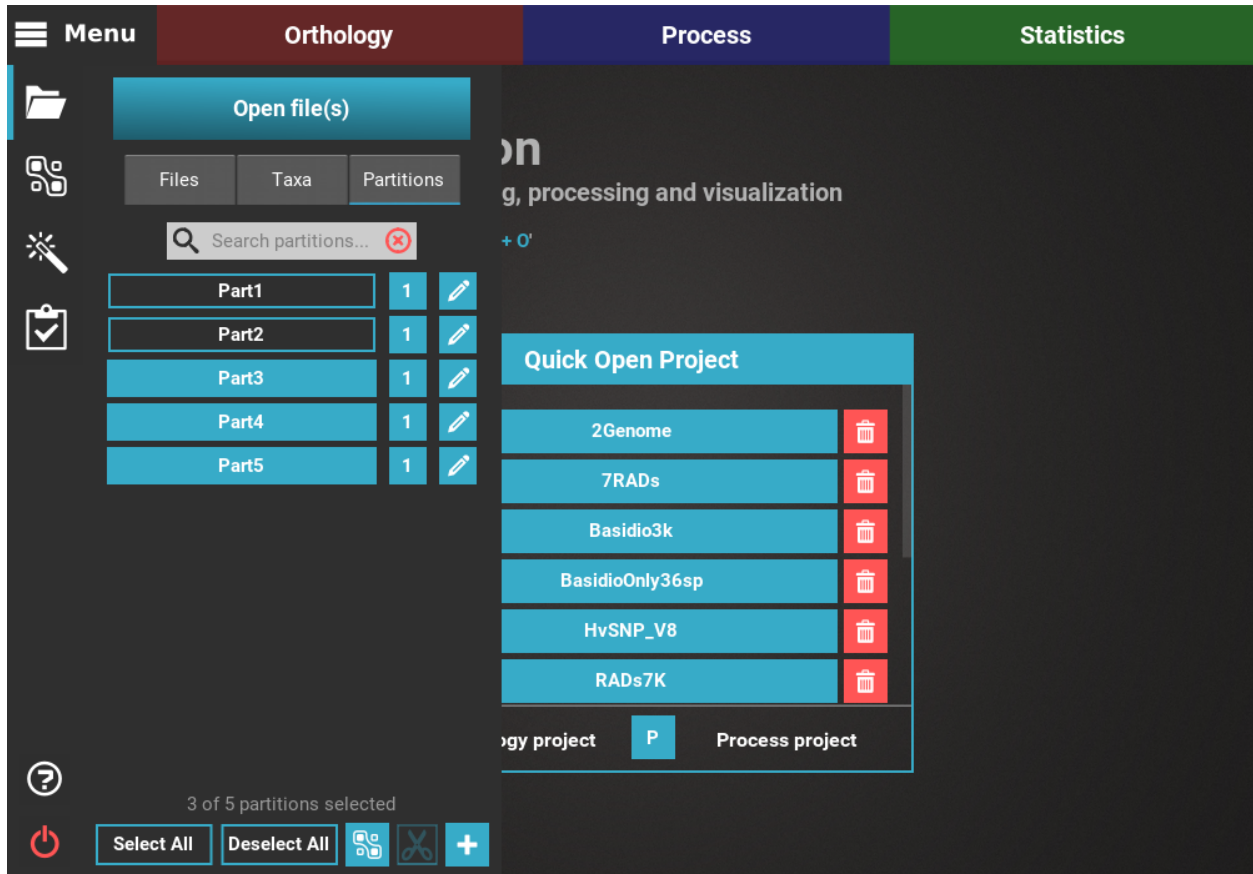 Menu
Orthology
Process
Statistics
Open file(s)
Files
Taxa
Partitions
Search partitions...
Part1 1
Part2 1
Part3 1
Part4 1
Part5 1
3 of 5 partitions selected
Select All
Deselect All
on
g, processing and visualization
+ O'
Quick Open Project
2Genome
7RADs
Basidio3k
BasidioOnly36sp
HvSNP_V8
RADs7K
ogy project
P
Process project